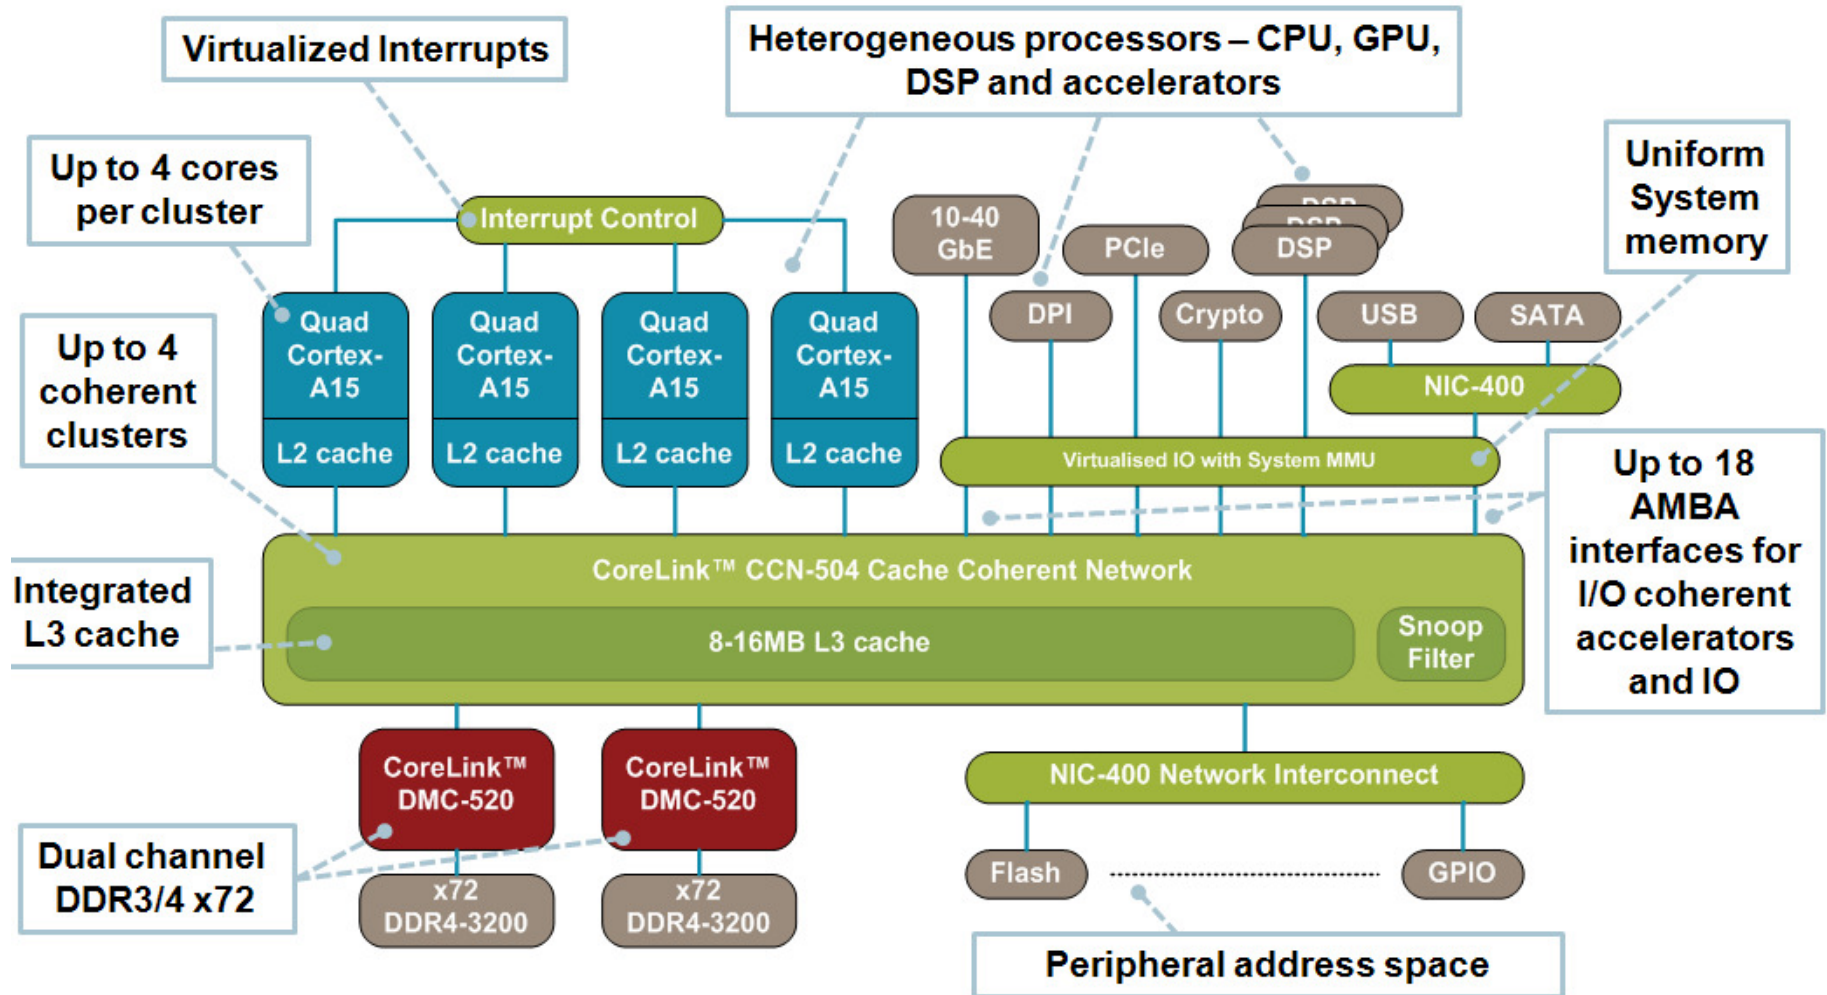 Virtualized Interrupts
Heterogeneous processors – CPU, GPU,
DSP and accelerators
Up to 4 cores
per cluster
Uniform
System
memory
Interrupt Control
10-40
GbE
PCIe
DSP
DSP
DSP
DPI
Crypto
USB
SATA
NIC-400
Up to 4
coherent
clusters
Quad
Cortex-
A15
L2 cache
Quad
Cortex-
A15
L2 cache
Quad
Cortex-
A15
L2 cache
Quad
Cortex-
A15
L2 cache
Virtualised IO with System MMU
Up to 18
AMBA
interfaces for
I/O coherent
accelerators
and IO
CoreLink™ CCN-504 Cache Coherent Network
Integrated
L3 cache
8-16MB L3 cache
Snoop
Filter
CoreLink™
DMC-520
CoreLink™
DMC-520
NIC-400 Network Interconnect
Dual channel
DDR3/4 x72
x72
DDR4-3200
x72
DDR4-3200
Flash
GPIO
Peripheral address space